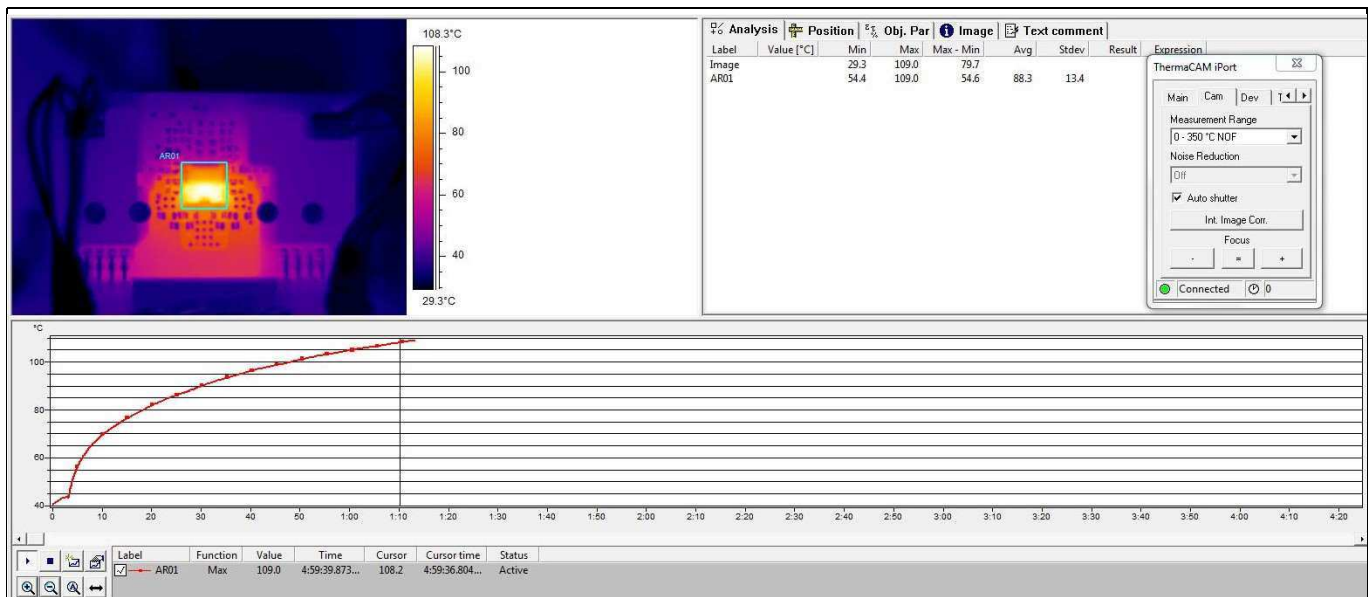 108.3°C
100
80
60
40
29.3°C
AR01
Analysis Position Obj. Par Image Text comment
Label Value [°C] Min Max Max - Min Avg Stdev Result Expression
Image 29.3 109.0 79.7
AR01 54.4 109.0 54.6 88.3 13.4
ThermaCAM iPort
Main Cam Dev
Measurement Range
0 - 350 °C NOF
Noise Reduction
Off
Auto shutter
Int. Image Corr.
Focus
- = +
Connected 0
°C
100
80
60
40
0 10 20 30 40 50 1:00 1:10 1:20 1:30 1:40 1:50 2:00 2:10 2:20 2:30 2:40 2:50 3:00 3:10 3:20 3:30 3:40 3:50 4:00 4:10 4:20
Label Function Value Time Cursor Cursor time Status
AR01 Max 109.0 4:59:39.873... 108.2 4:59:36.804... Active